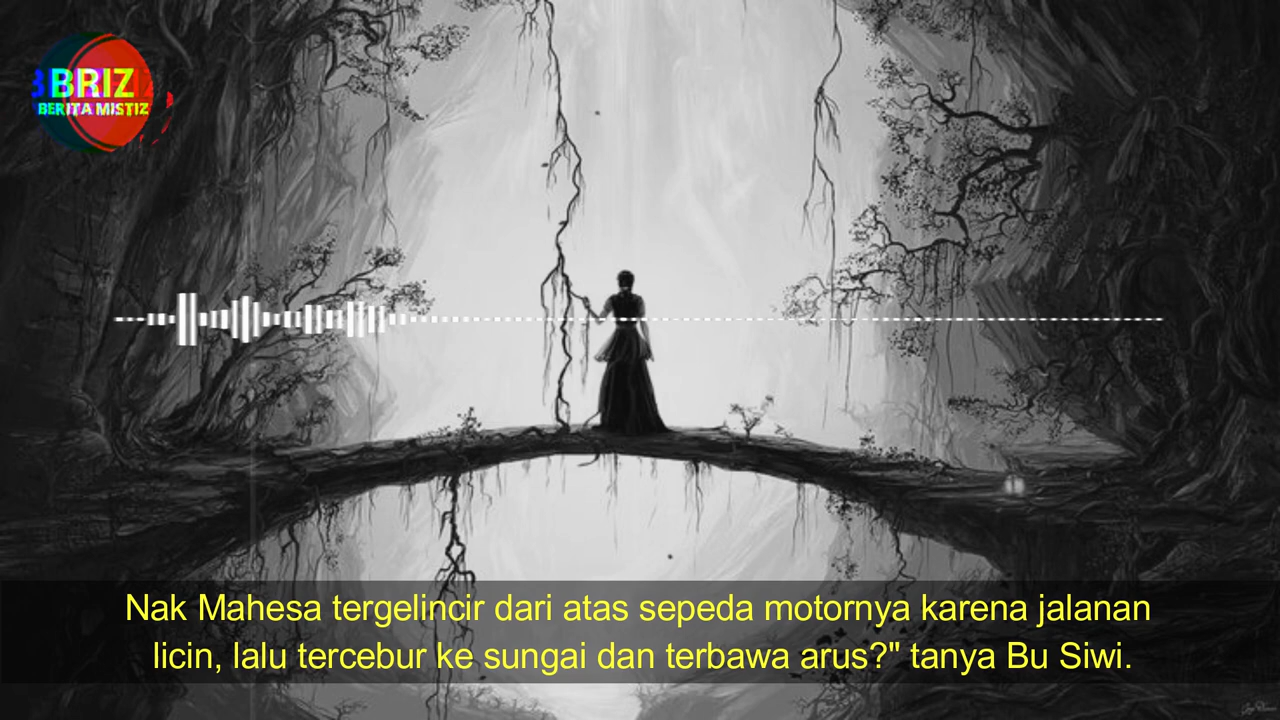 BRIZ
BERITA MISTIZ
Nak Mahesa tergelincir dari atas sepeda motornya karena jalanan
licin, lalu tercebur ke sungai dan terbawa arus?" tanya Bu Siwi.